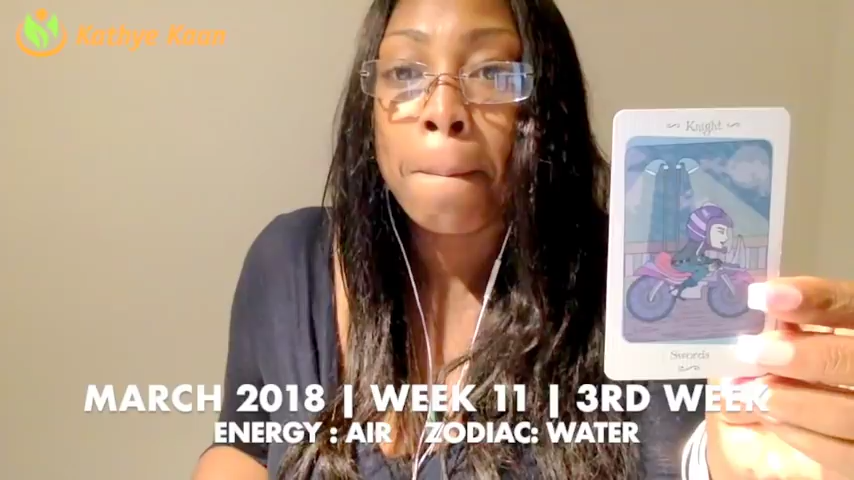 Kathye Kaan
Knight
Swords
MARCH 2018 | WEEK 11 | 3RD WEEK
ENERGY : AIR ZODIAC: WATER